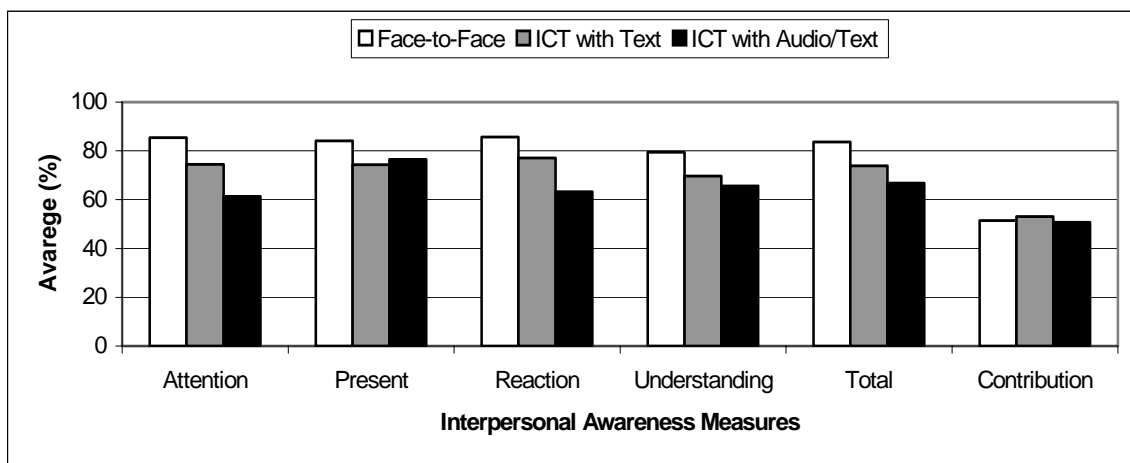 Face-to-Face ICT with Text ICT with Audio/Text
100
80
60
40
20
0
Avarege (%)
Attention Present Reaction Understanding Total Contribution
Interpersonal Awareness Measures